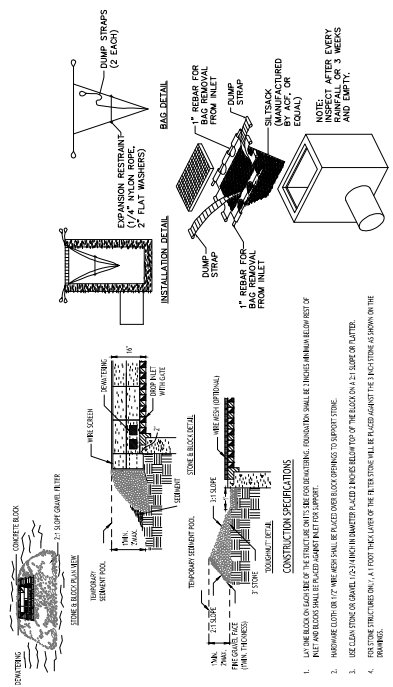 DEWATERING
CONCRETE BLOCK
2:1 SLOPE GRAVEL FILTER
STONE & BLOCK PLAN VIEW
TEMPORARY
SEDIMENT POOL
WIRE SCREEN
DEWATERING
16"
1'MIN.
2'MAX.
DROP INLET
WITH GATE
2'
SEDIMENT
STONE & BLOCK DETAIL
TEMPORARY SEDIMENT POOL
WIRE MESH (OPTIONAL)
2:1 SLOPE
3:1 SLOPE
1'MIN.
2'MAX.
FINE GRAVEL FACE
(1'MIN. THICKNESS)
3" STONE
"DOUGHNUT" DETAIL
DUMP STRAPS
(2 EACH)
EXPANSION RESTRAINT
(1/4" NYLON ROPE,
2" FLAT WASHERS)
INSTALLATION DETAIL
BAG DETAIL
DUMP
STRAP
1" REBAR FOR
BAG REMOVAL
FROM INLET
DUMP
STRAP
1" REBAR FOR
BAG REMOVAL
FROM INLET
SILTSACK
(MANUFACTURED
BY ACF, OR
EQUAL)
NOTE:
INSPECT AFTER EVERY
RAINFALL OR 3 WEEKS
AND EMPTY.
CONSTRUCTION SPECIFICATIONS
1. LAY ONE BLOCK ON EACH SIDE OF THE STRUCTURE ON ITS SIDE FOR DEWATERING. FOUNDATION SHALL BE 2 INCHES MINIMUM BELOW REST OF
INLET AND BLOCKS SHALL BE PLACED AGAINST INLET FOR SUPPORT.
2. HARDWARE CLOTH OR 1/2" WIRE MESH SHALL BE PLACED OVER BLOCK OPENINGS TO SUPPORT STONE.
3. USE CLEAN STONE OR GRAVEL 1/2-3/4 INCH IN DIAMETER PLACED 2 INCHES BELOW TOP OF THE BLOCK ON A 2:1 SLOPE OR FLATTER.
4. FOR STONE STRUCTURES ONLY, A 1 FOOT THICK LAYER OF THE FILTER STONE WILL BE PLACED AGAINST THE 3 INCH STONE AS SHOWN ON THE
DRAWINGS.